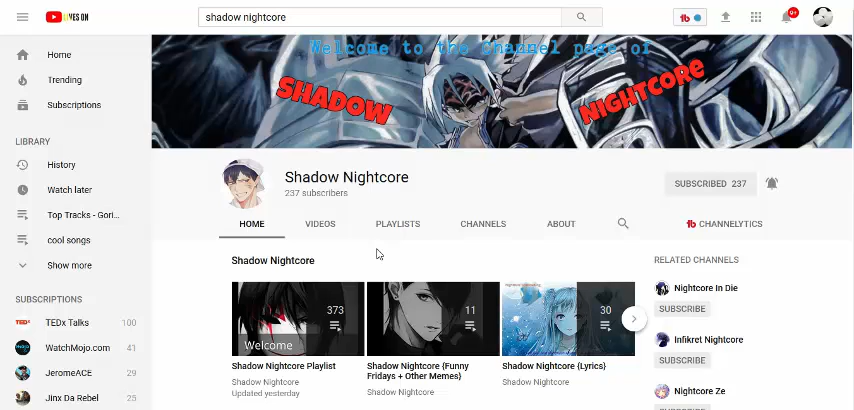 LIVES ON
shadow nightcore
9+
Home
Trending
Subscriptions
LIBRARY
History
Watch later
Top Tracks - Gori...
cool songs
Show more
SUBSCRIPTIONS
TED
TEDx Talks 100
WatchMojo.com 41
JeromeACE 29
Jinx Da Rebel 25
Welcome to the Channel page of
SHADOW
NIGHTCORE
Shadow Nightcore
237 subscribers
SUBSCRIBED 237
HOME VIDEOS PLAYLISTS CHANNELS ABOUT CHANNELYTICS
Shadow Nightcore
373
Welcome
11
30
Shadow Nightcore Playlist
Shadow Nightcore
Updated yesterday
Shadow Nightcore {Funny
Fridays + Other Memes}
Shadow Nightcore
Shadow Nightcore {Lyrics}
Shadow Nightcore
RELATED CHANNELS
Nightcore In Die
SUBSCRIBE
Infikret Nightcore
SUBSCRIBE
Nightcore Ze